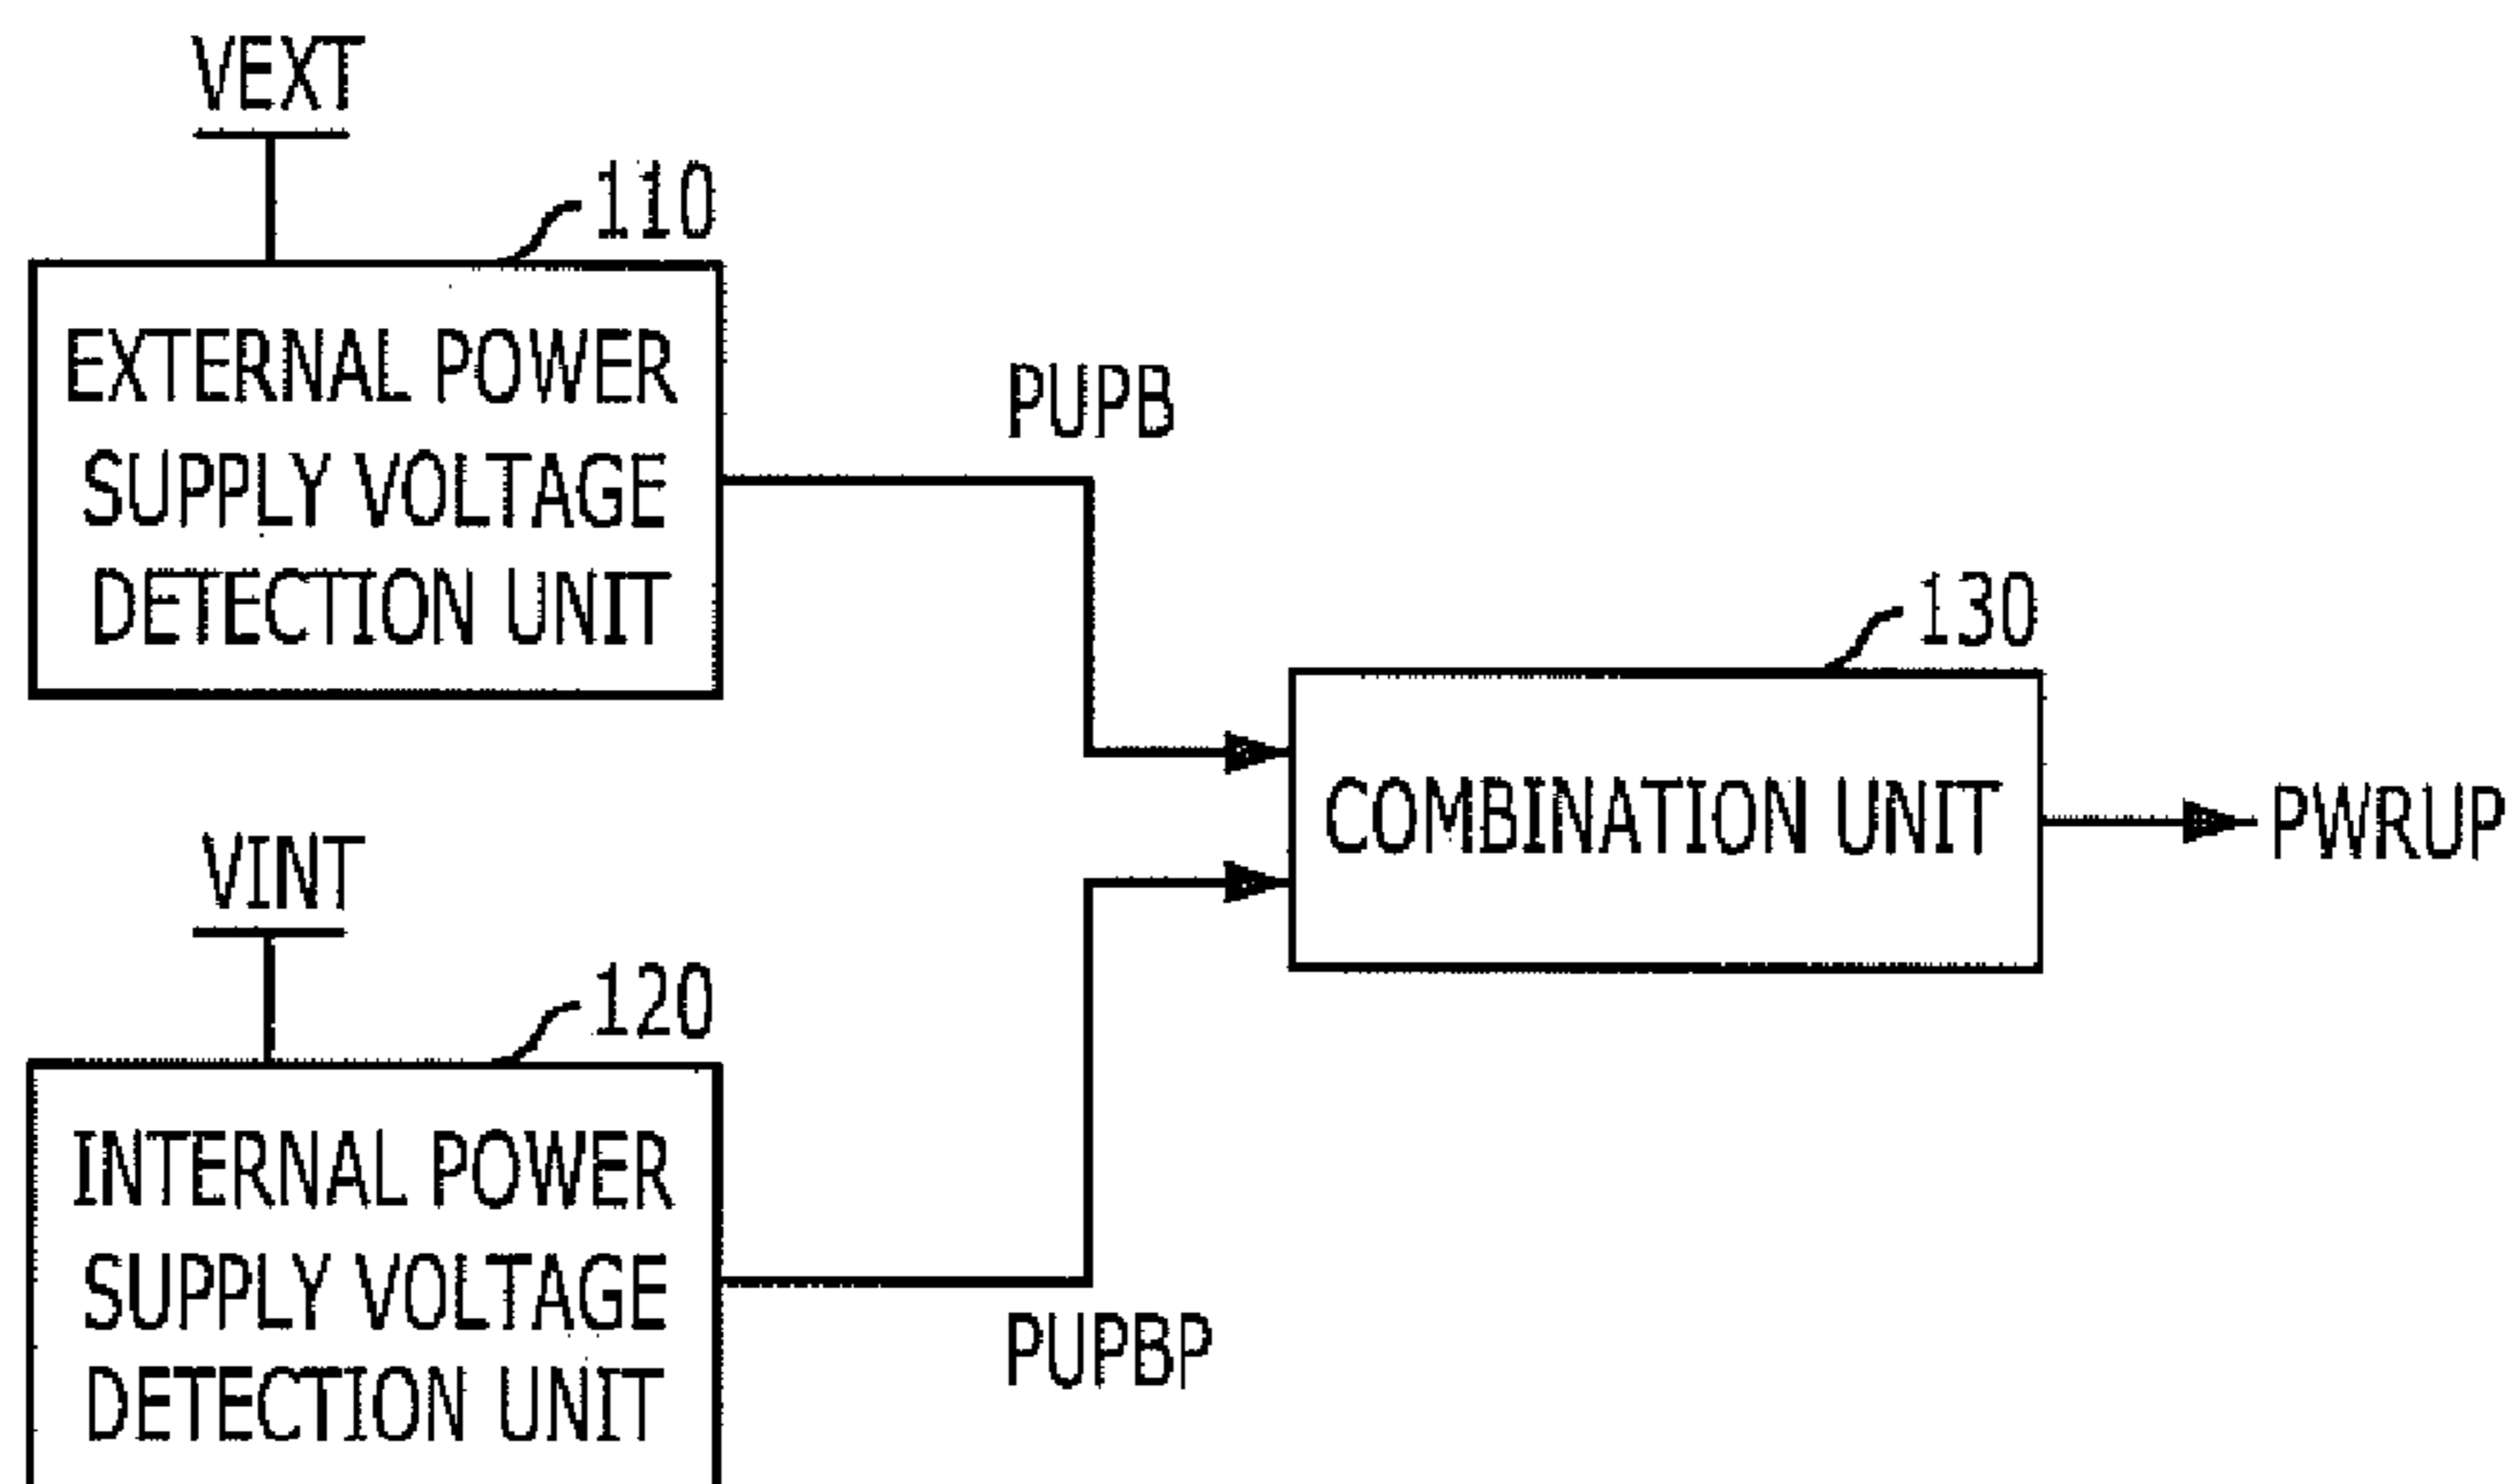 VEXT
110
EXTERNAL POWER
SUPPLY VOLTAGE
DETECTION UNIT
PUPB
130
COMBINATION UNIT
PWRUP
VINT
120
INTERNAL POWER
SUPPLY VOLTAGE
DETECTION UNIT
PUPBP